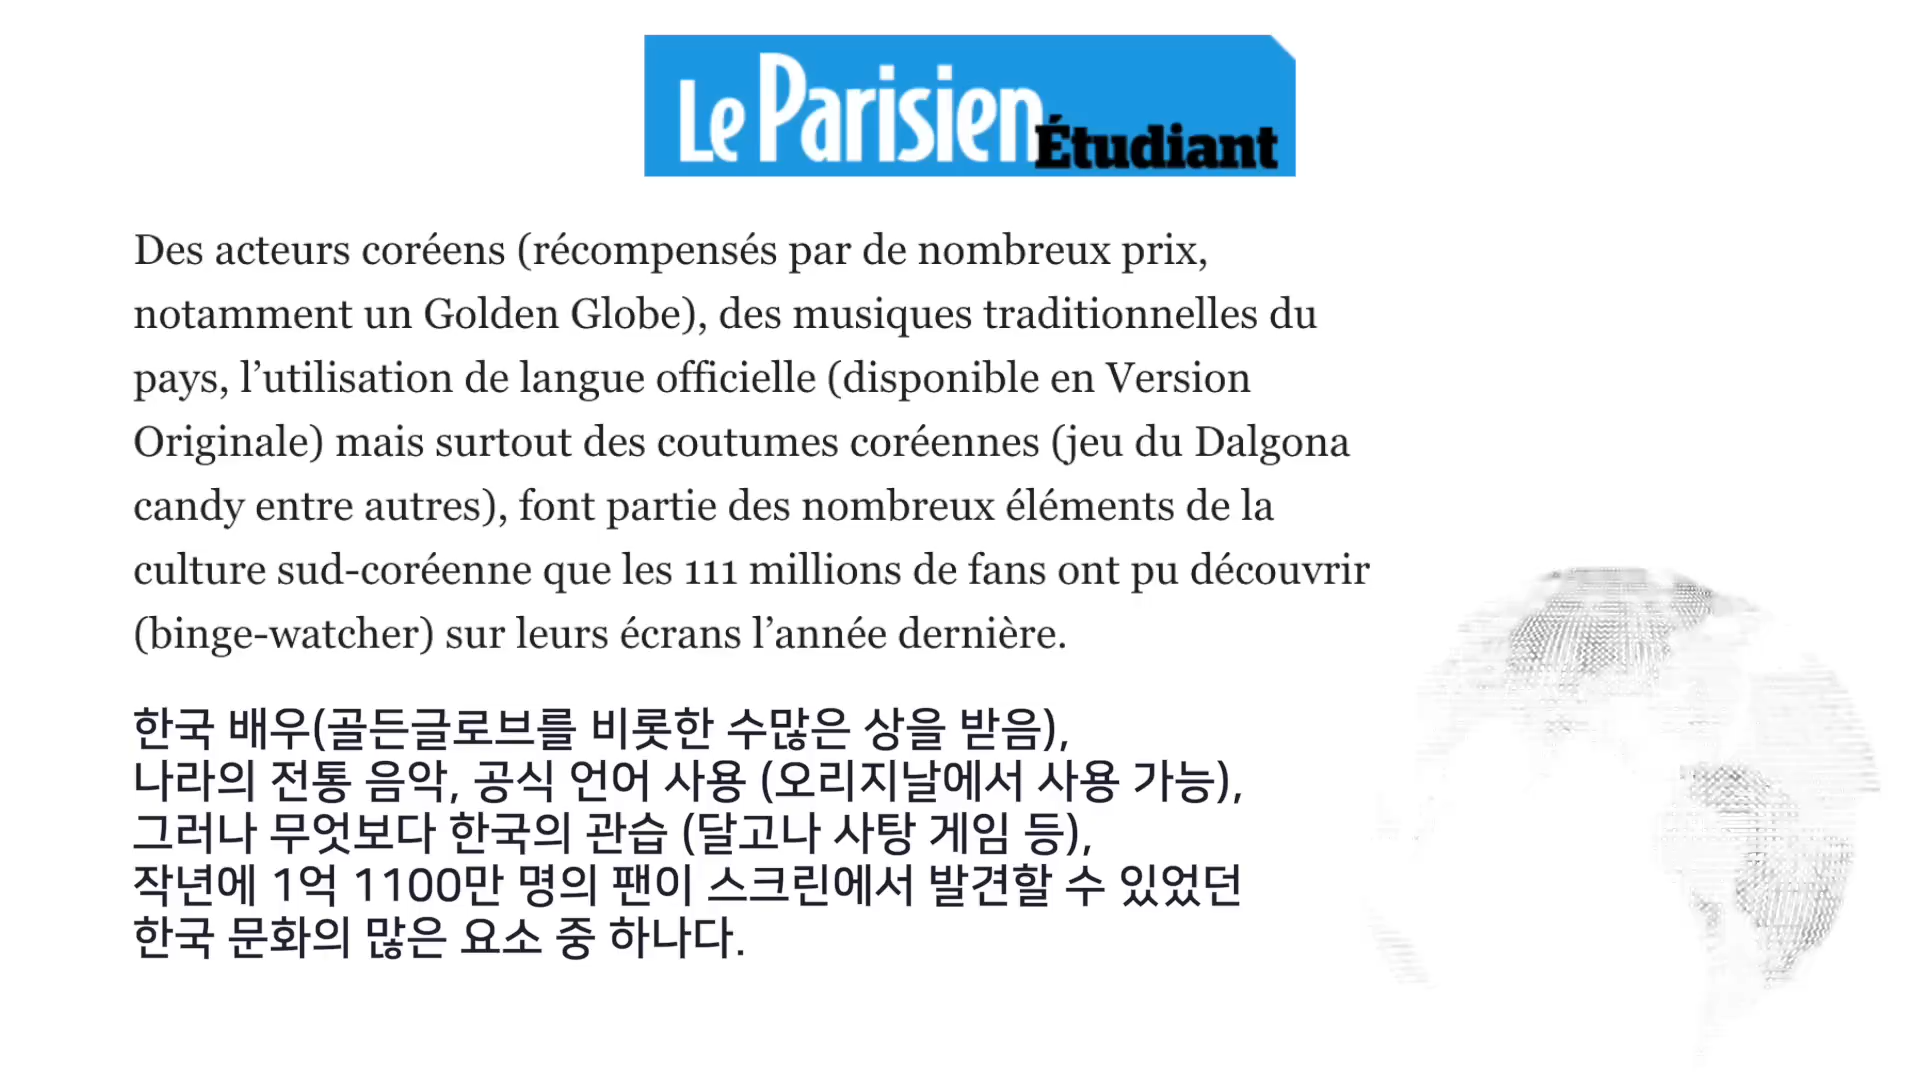 Le Parisien Étudiant
Des acteurs coréens (récompensés par de nombreux prix,
notamment un Golden Globe), des musiques traditionnelles du
pays, l’utilisation de langue officielle (disponible en Version
Originale) mais surtout des coutumes coréennes (jeu du Dalgona
candy entre autres), font partie des nombreux éléments de la
culture sud-coréenne que les 111 millions de fans ont pu découvrir
(binge-watcher) sur leurs écrans l’année dernière.
한국 배우(골든글로브를 비롯한 수많은 상을 받음),
나라의 전통 음악, 공식 언어 사용 (오리지날에서 사용 가능),
그러나 무엇보다 한국의 관습 (달고나 사탕 게임 등),
작년에 1억 1100만 명의 팬이 스크린에서 발견할 수 있었던
한국 문화의 많은 요소 중 하나다.